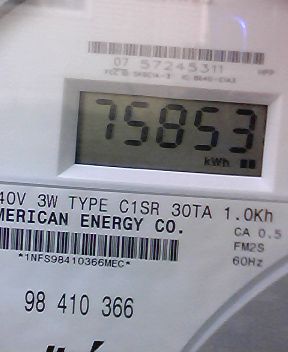 07 57245311
75853
kWh
40V 3W TYPE C1SR 30TA 1.0Kh
MERICAN ENERGY CO.
CA 0.5
FM2S
*1NFS98410366MEC*
60Hz
98 410 366